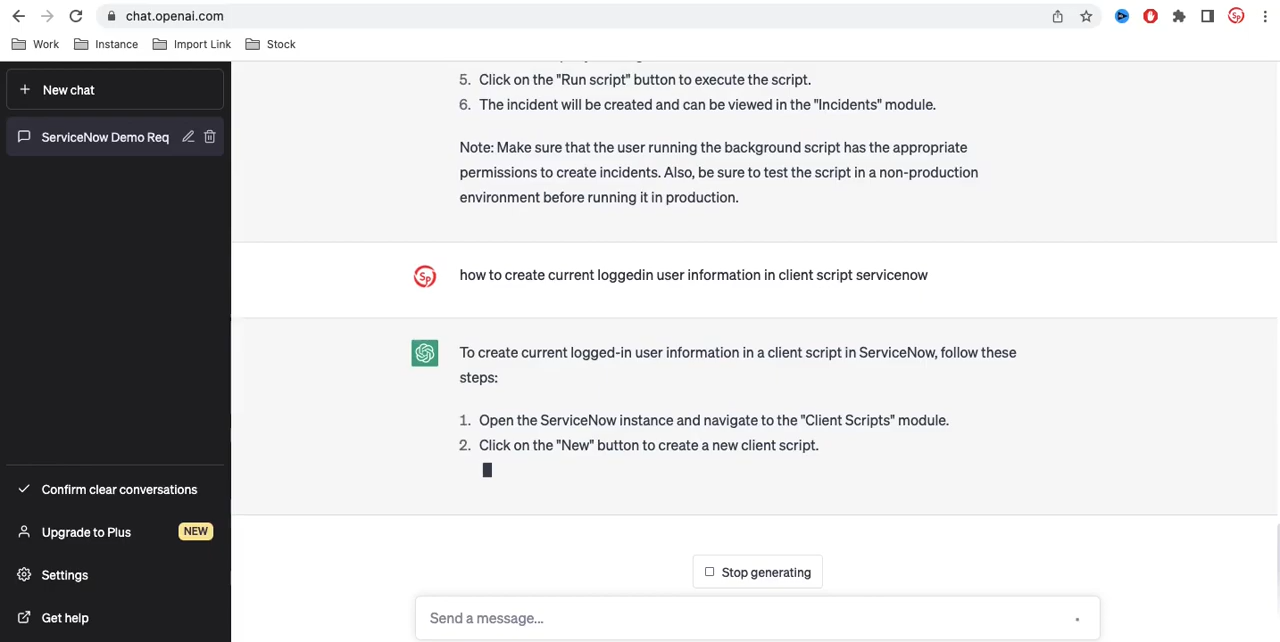 chat.openai.com
Sp
Work
Instance
Import Link
Stock
New chat
ServiceNow Demo Req
5. Click on the "Run script" button to execute the script.
6. The incident will be created and can be viewed in the "Incidents" module.
Note: Make sure that the user running the background script has the appropriate
permissions to create incidents. Also, be sure to test the script in a non-production
environment before running it in production.
Sp
how to create current loggedin user information in client script servicenow
To create current logged-in user information in a client script in ServiceNow, follow these
steps:
1. Open the ServiceNow instance and navigate to the "Client Scripts" module.
2. Click on the "New" button to create a new client script.
Confirm clear conversations
Upgrade to Plus
NEW
Settings
Get help
Stop generating
Send a message...